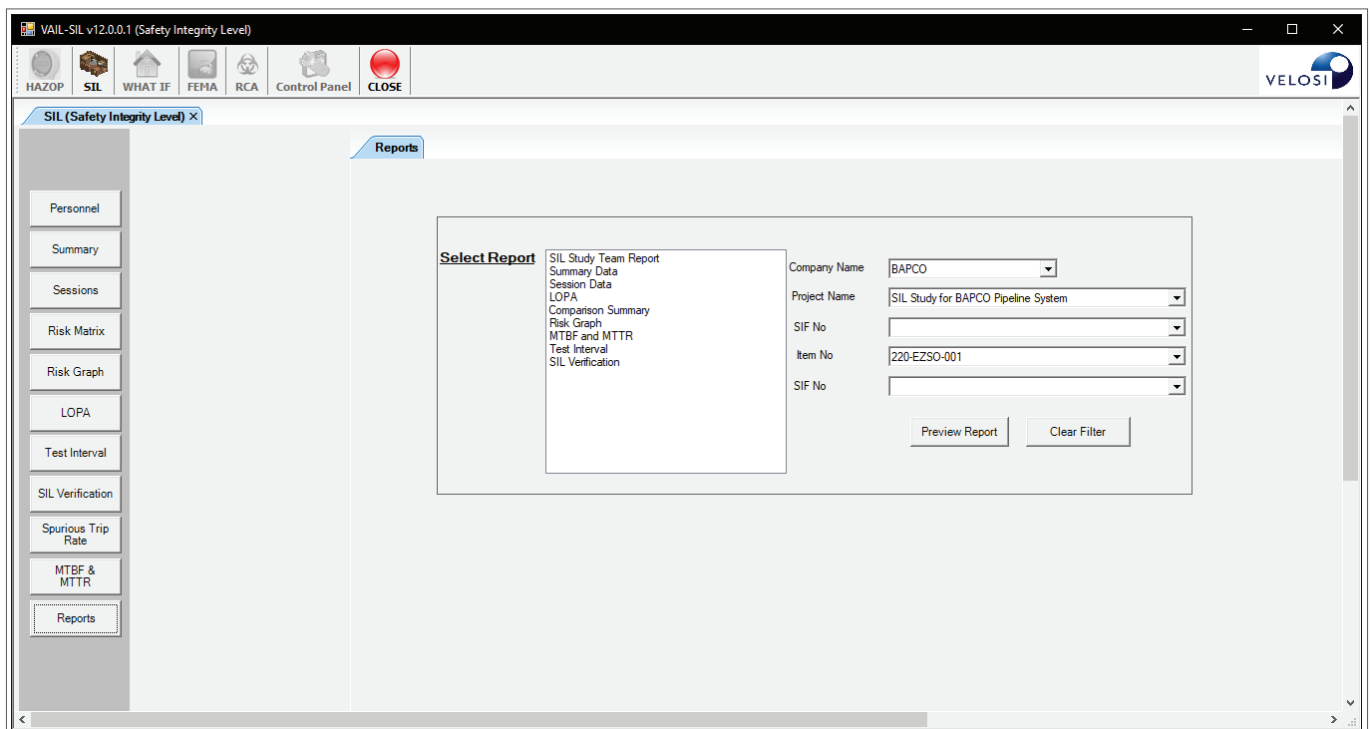 VAIL-SIL v12.0.0.1 (Safety Integrity Level)
HAZOP SIL WHAT IF FEMA RCA Control Panel CLOSE
VELOSI
SIL (Safety Integrity Level)
Reports
Personnel
Summary
Sessions
Risk Matrix
Risk Graph
LOPA
Test Interval
SIL Verification
Spurious Trip
Rate
MTBF &
MTTR
Reports
Select Report
SIL Study Team Report
Summary Data
Session Data
LOPA
Comparison Summary
Risk Graph
MTBF and MTTR
Test Interval
SIL Verification
Company Name BAPCO
Project Name SIL Study for BAPCO Pipeline System
SIF No
Item No 220-EZSO-001
SIF No
Preview Report Clear Filter